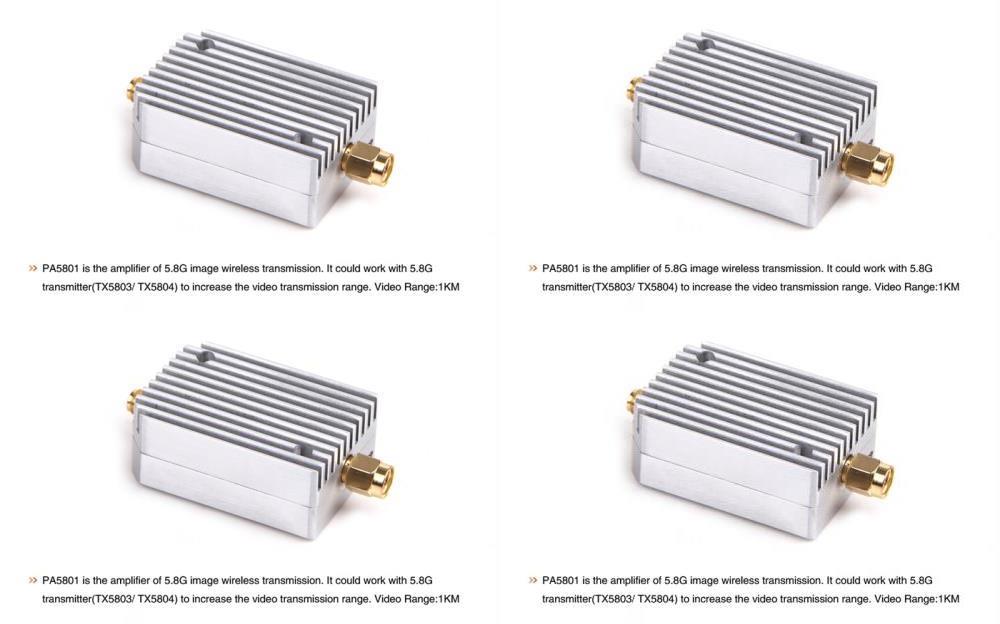 PA5801 is the amplifier of 5.8G image wireless transmission. It could work with 5.8G
transmitter(TX5803/ TX5804) to increase the video transmission range. Video Range:1KM
PA5801 is the amplifier of 5.8G image wireless transmission. It could work with 5.8G
transmitter(TX5803/ TX5804) to increase the video transmission range. Video Range:1KM
PA5801 is the amplifier of 5.8G image wireless transmission. It could work with 5.8G
transmitter(TX5803/ TX5804) to increase the video transmission range. Video Range:1KM
PA5801 is the amplifier of 5.8G image wireless transmission. It could work with 5.8G
transmitter(TX5803/ TX5804) to increase the video transmission range. Video Range:1KM